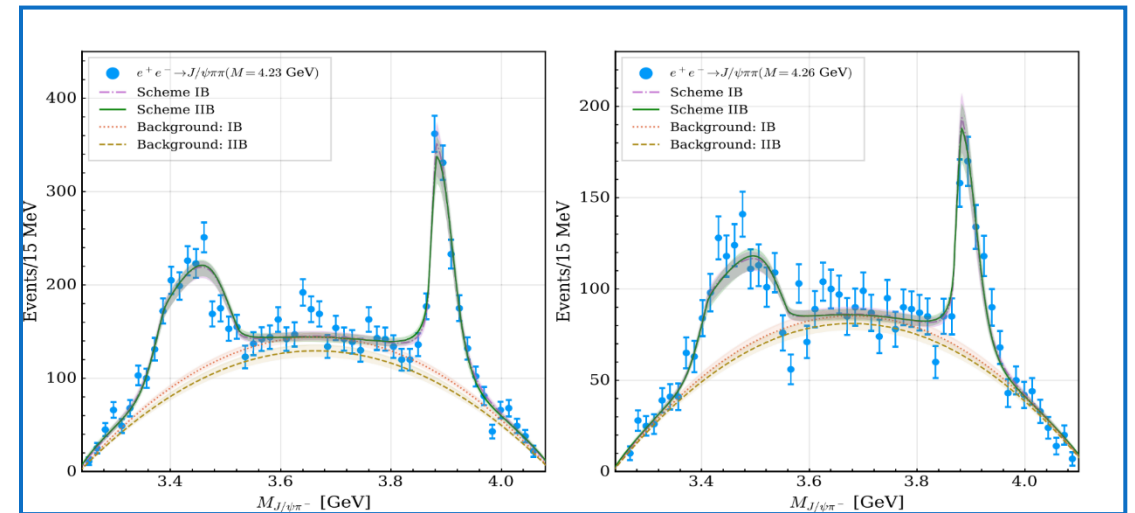 e⁺e⁻→J/ψππ(M = 4.23 GeV)
Scheme IB
Scheme IIB
Background: IB
Background: IIB
Events/15 MeV
400
300
200
100
0
3.4
3.6
3.8
4.0
M_{J/ψπ⁻} [GeV]
e⁺e⁻→J/ψππ(M = 4.26 GeV)
Scheme IB
Scheme IIB
Background: IB
Background: IIB
Events/15 MeV
200
150
100
50
0
3.4
3.6
3.8
4.0
M_{J/ψπ⁻} [GeV]